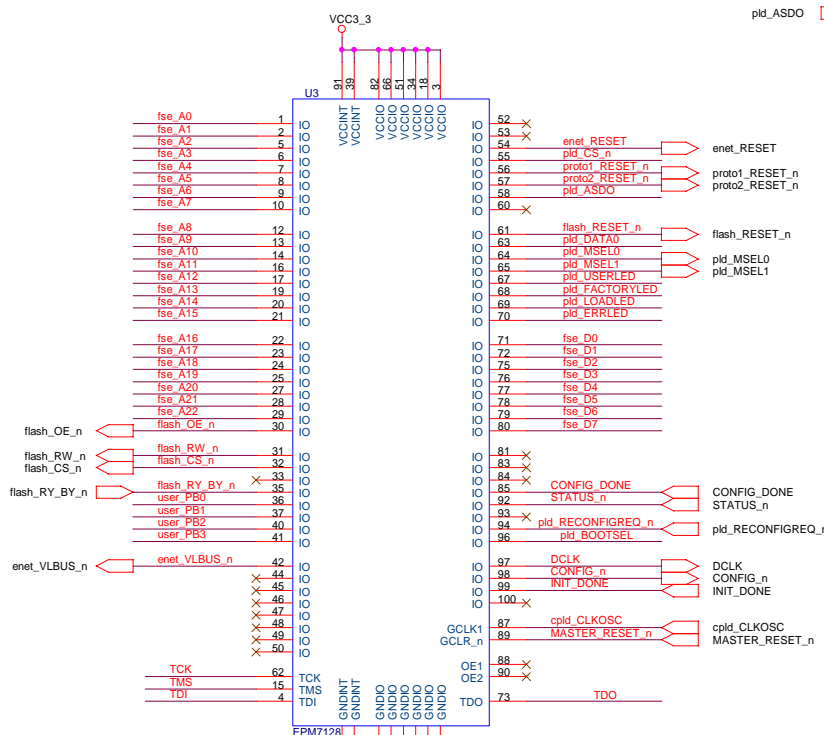 pld_ASDO
VCC3_3
91 39 82 66 51 34 18 3
U3
VCCINT VCCINT VCCIO VCCIO VCCIO VCCIO VCCIO VCCIO
fse_A0 1 IO IO 52
fse_A1 2 IO IO 53
fse_A2 5 IO IO 54 enet_RESET enet_RESET
fse_A3 6 IO IO 55 pld_CS_n
fse_A4 7 IO IO 56 proto1_RESET_n proto1_RESET_n
fse_A5 8 IO IO 57 proto2_RESET_n proto2_RESET_n
fse_A6 9 IO IO 58 pld_ASDO
fse_A7 10 IO IO 60
fse_A8 12 IO IO 61 flash_RESET_n flash_RESET_n
fse_A9 13 IO IO 63 pld_DATA0
fse_A10 14 IO IO 64 pld_MSEL0 pld_MSEL0
fse_A11 16 IO IO 65 pld_MSEL1 pld_MSEL1
fse_A12 17 IO IO 67 pld_USERLED
fse_A13 19 IO IO 68 pld_FACTORYLED
fse_A14 20 IO IO 69 pld_LOADLED
fse_A15 21 IO IO 70 pld_ERRLED
fse_A16 22 IO IO 71 fse_D0
fse_A17 23 IO IO 72 fse_D1
fse_A18 24 IO IO 75 fse_D2
fse_A19 25 IO IO 76 fse_D3
fse_A20 27 IO IO 77 fse_D4
fse_A21 28 IO IO 78 fse_D5
fse_A22 29 IO IO 79 fse_D6
flash_OE_n flash_OE_n 30 IO IO 80 fse_D7
flash_RW_n flash_RW_n 31 IO IO 81
flash_CS_n flash_CS_n 32 IO IO 83
33 IO IO 84
flash_RY_BY_n flash_RY_BY_n 35 IO IO 85 CONFIG_DONE CONFIG_DONE
user_PB0 36 IO IO 92 STATUS_n STATUS_n
user_PB1 37 IO IO 93
user_PB2 40 IO IO 94 pld_RECONFIGREQ_n pld_RECONFIGREQ_n
user_PB3 41 IO IO 96 pld_BOOTSEL
enet_VLBUS_n enet_VLBUS_n 42 IO IO 97 DCLK DCLK
44 IO IO 98 CONFIG_n CONFIG_n
45 IO IO 99 INIT_DONE INIT_DONE
46 IO IO 100
47 IO
48 IO GCLK1 87 cpld_CLKOSC cpld_CLKOSC
49 IO GCLR_n 89 MASTER_RESET_n MASTER_RESET_n
50 IO
OE1 88
TCK 62 TCK OE2 90
TMS 15 TMS
TDI 4 TDI TDO 73 TDO
GNDINT GNDINT GNDIO GNDIO GNDIO GNDIO GNDIO GNDIO
EPM7128